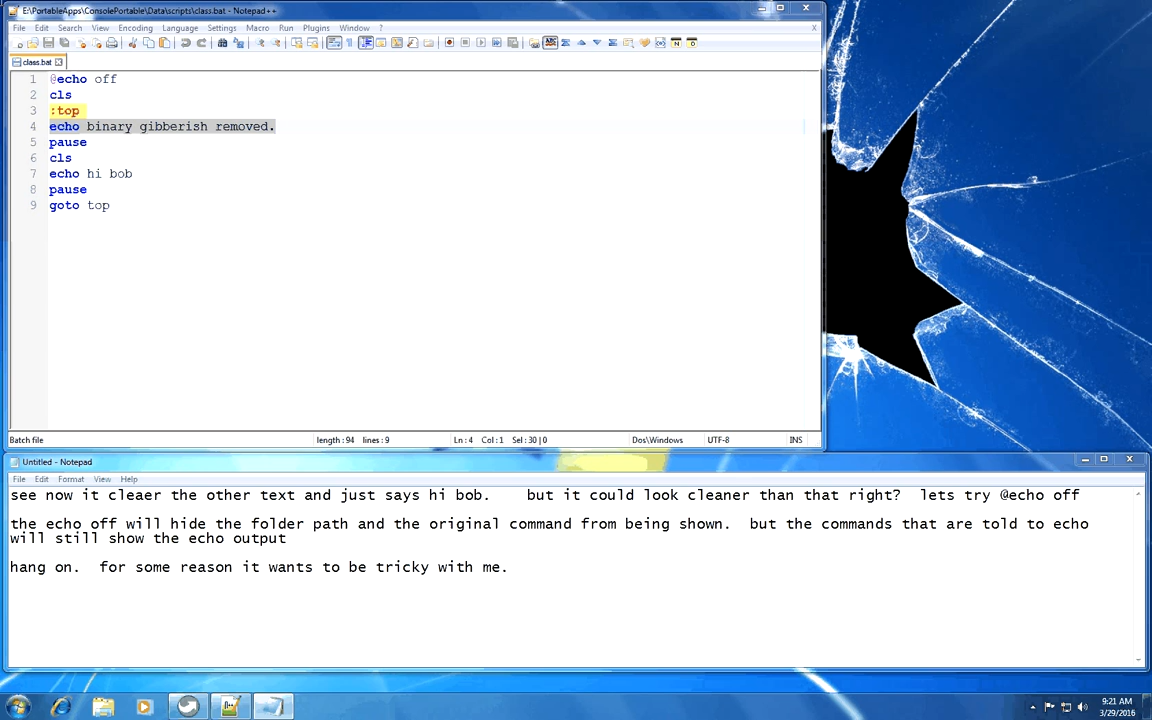 E:\PortableApps\ConsolePortable\Data\scripts\class.bat - Notepad++
File Edit Search View Encoding Language Settings Macro Run Plugins Window ? X
class.bat
1 @echo off
2 cls
3 :top
4 echo binary gibberish removed.
5 pause
6 cls
7 echo hi bob
8 pause
9 goto top
Batch file length : 94 lines : 9 Ln : 4 Col : 1 Sel : 30 | 0 Dos\Windows UTF-8 INS
Untitled - Notepad
File Edit Format View Help
see now it cleaer the other text and just says hi bob. but it could look cleaner than that right? lets try @echo off
the echo off will hide the folder path and the original command from being shown. but the commands that are told to echo
will still show the echo output
hang on. for some reason it wants to be tricky with me.
9:21 AM
3/29/2016